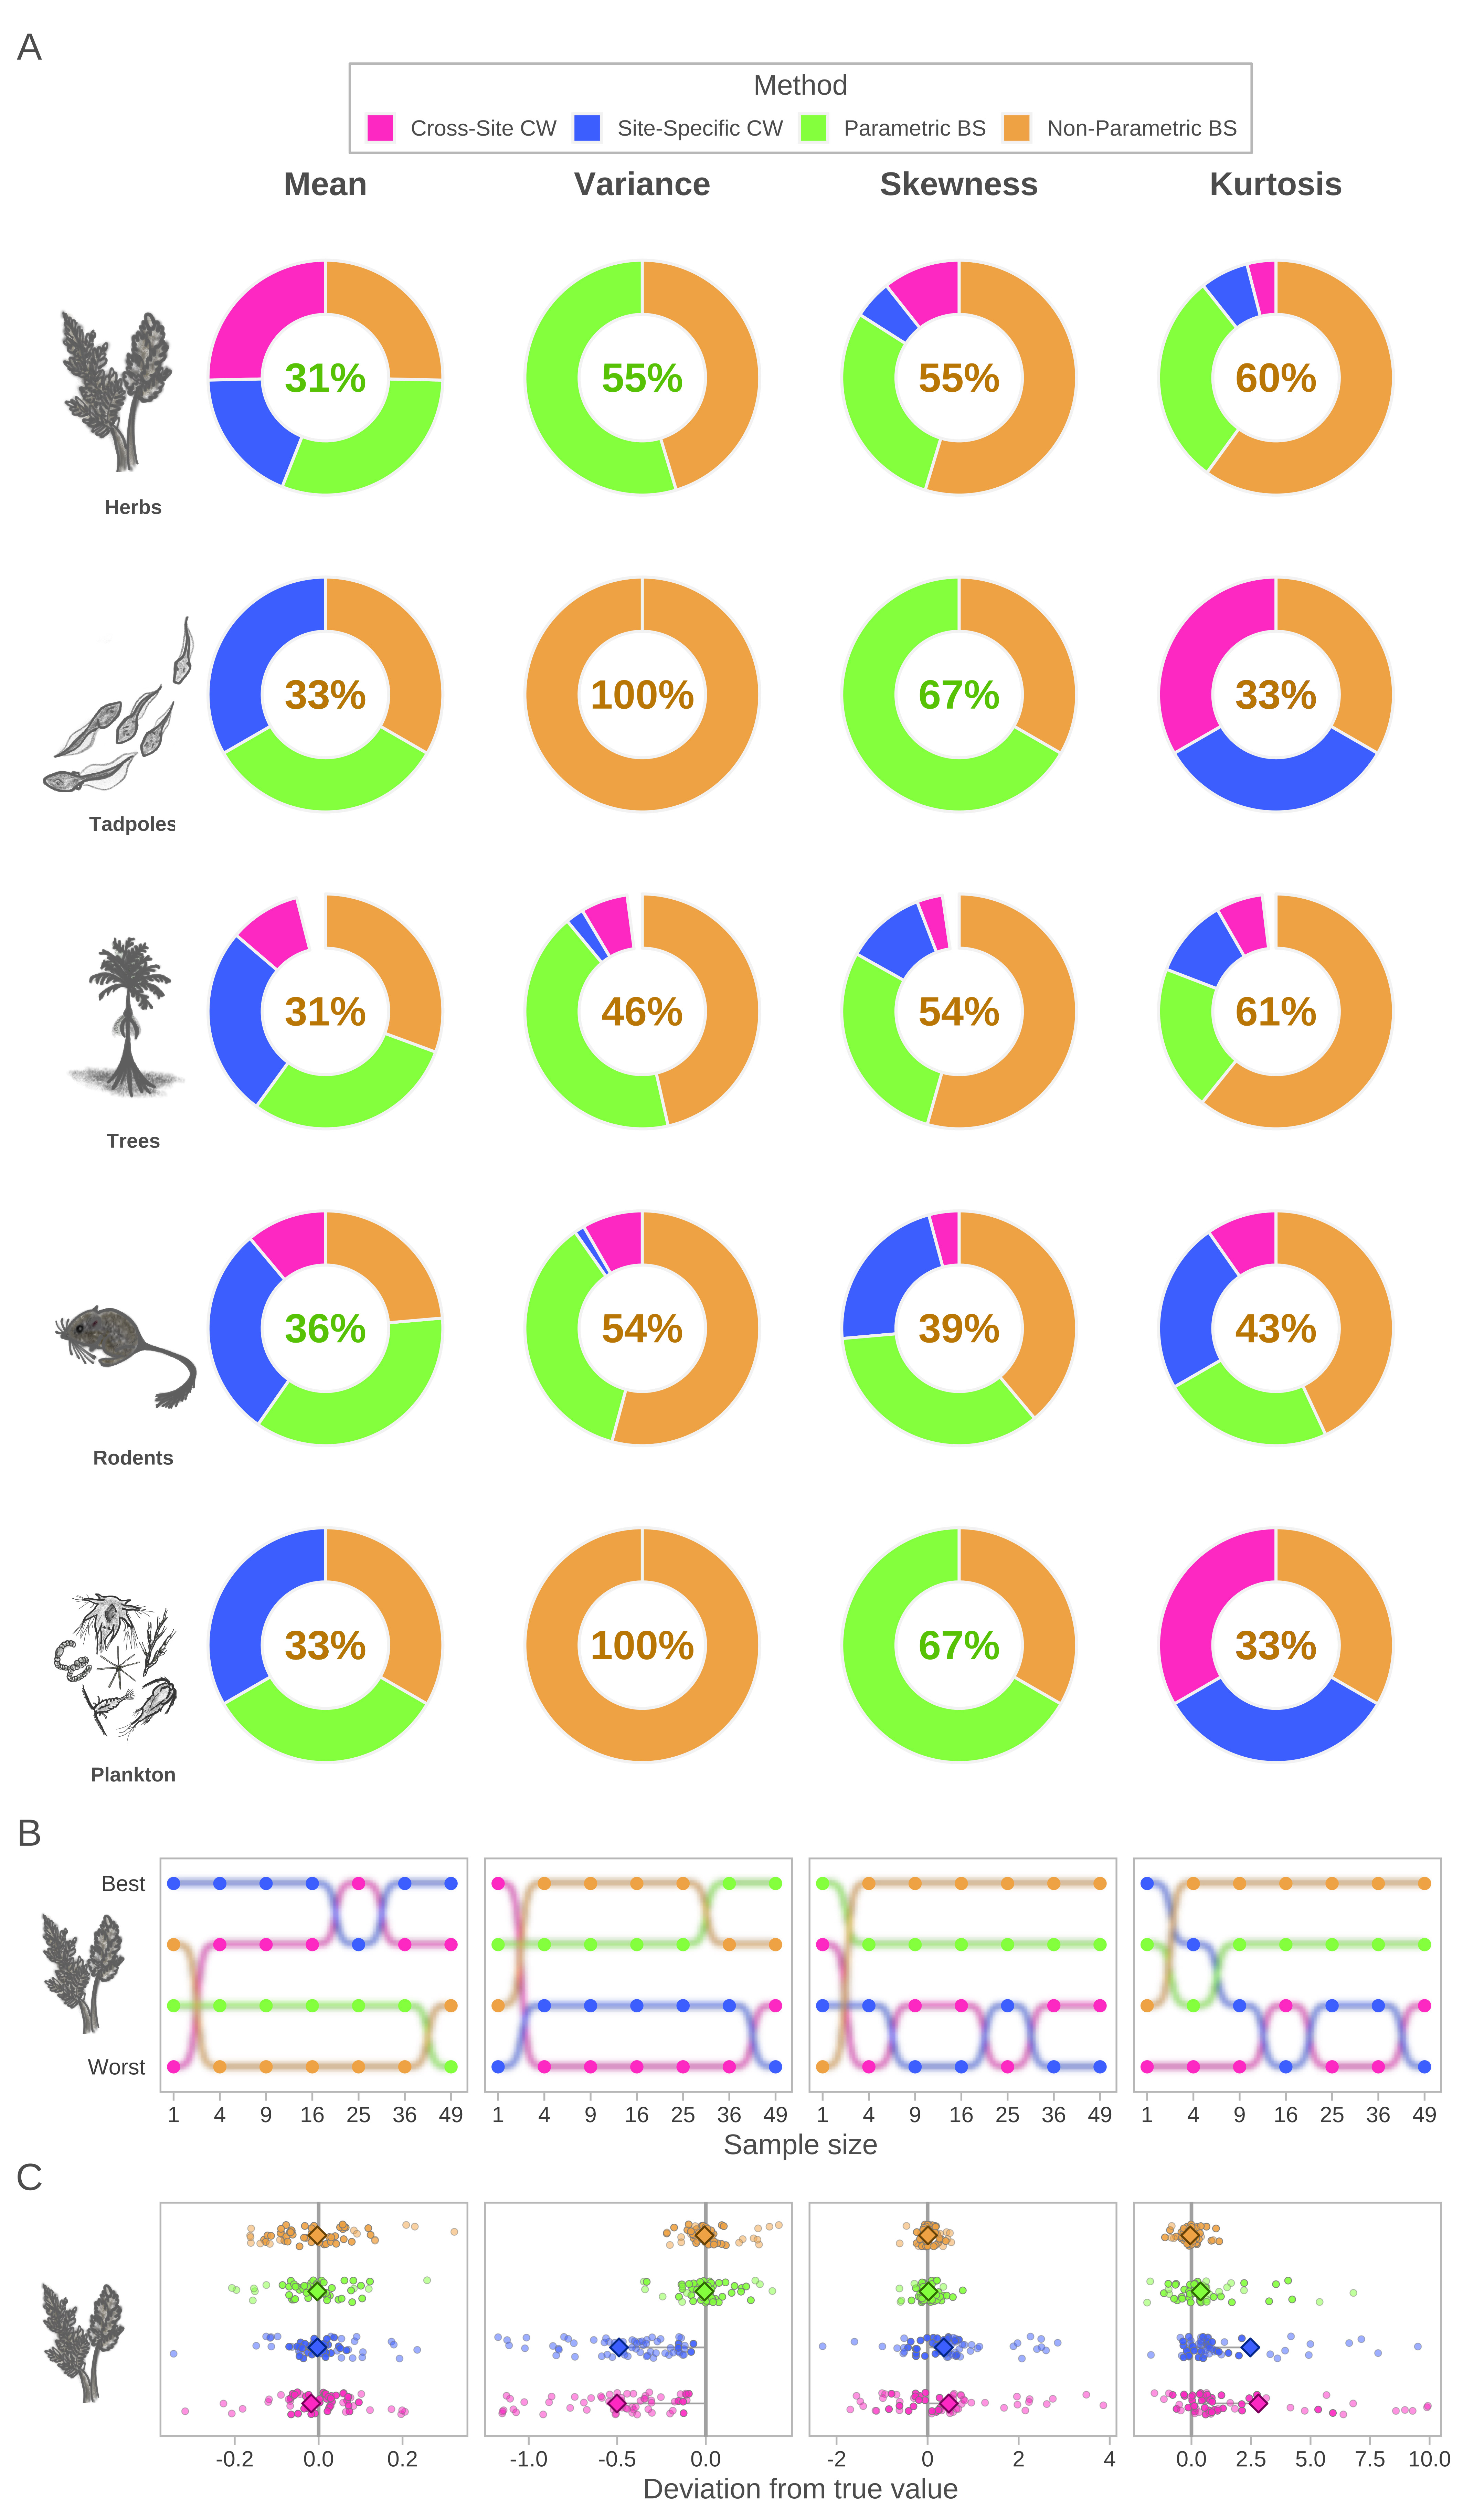 A
Method
Cross-Site CW Site-Specific CW Parametric BS Non-Parametric BS
Mean Variance Skewness Kurtosis
31% 55% 55% 60%
Herbs
33% 100% 67% 33%
Tadpoles
31% 46% 54% 61%
Trees
36% 54% 39% 43%
Rodents
33% 100% 67% 33%
Plankton
B
Best
Worst
1 4 9 16 25 36 49 1 4 9 16 25 36 49 1 4 9 16 25 36 49 1 4 9 16 25 36 49
Sample size
C
-0.2 0.0 0.2 -1.0 -0.5 0.0 -2 0 2 4 0.0 2.5 5.0 7.5 10.0
Deviation from true value